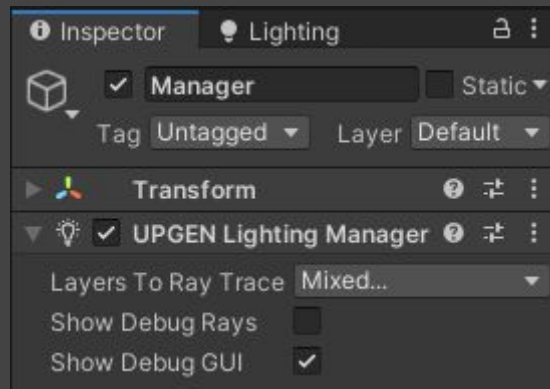 Inspector Lighting
Manager Static
Tag Untagged Layer Default
Transform
UPGEN Lighting Manager
Layers To Ray Trace Mixed...
Show Debug Rays
Show Debug GUI